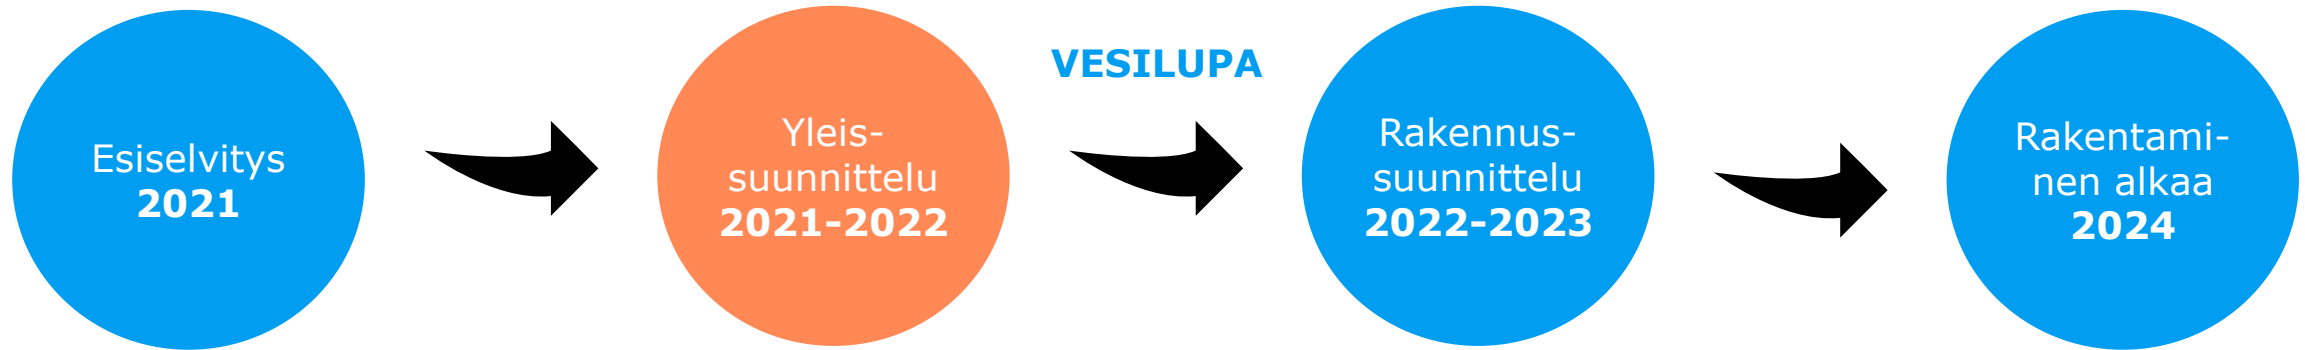 Esiselvitys
2021
Yleis-
suunnittelu
2021-2022
VESILUPA
Rakennus-
suunnittelu
2022-2023
Rakentami-
nen alkaa
2024